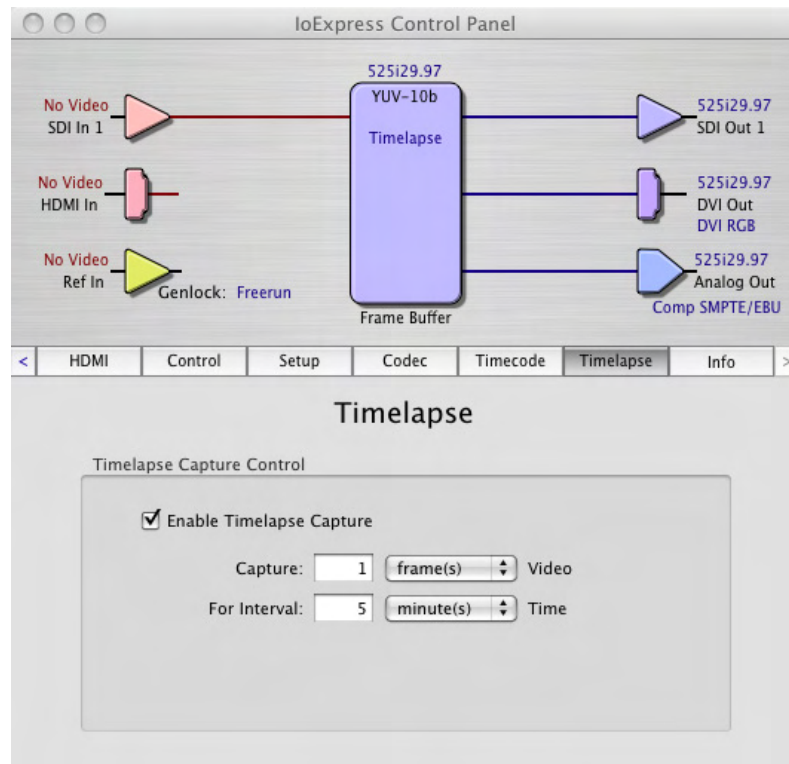 IoExpress Control Panel
525i29.97
YUV-10b
Timelapse
Frame Buffer
No Video
SDI In 1
No Video
HDMI In
No Video
Ref In
Genlock: Freerun
525i29.97
SDI Out 1
525i29.97
DVI Out
DVI RGB
525i29.97
Analog Out
Comp SMPTE/EBU
< HDMI Control Setup Codec Timecode Timelapse Info >
Timelapse
Timelapse Capture Control
Enable Timelapse Capture
Capture: 1 frame(s) Video
For Interval: 5 minute(s) Time